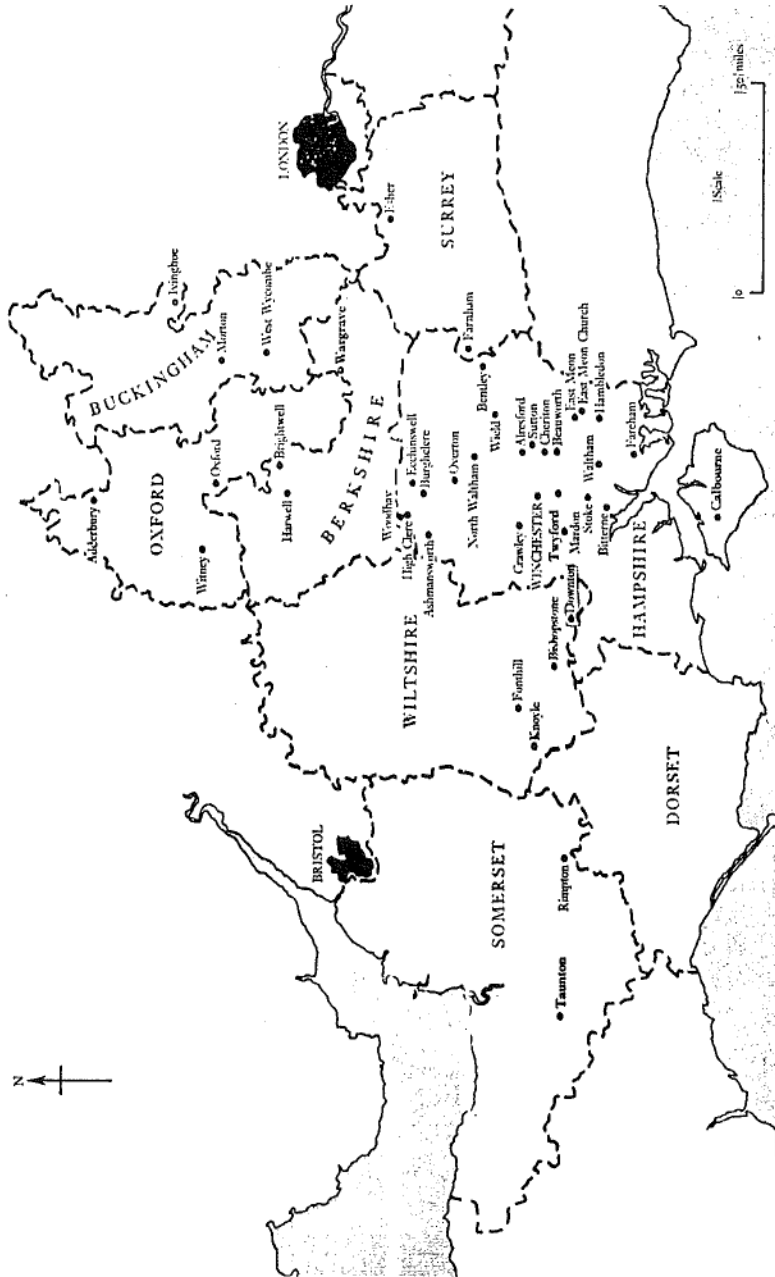 N
LONDON
BRISTOL
Ivinghoe
BUCKINGHAM
Morton
West Wycombe
Adderbury
OXFORD
Oxford
Witney
Brightwell
Harwell
Wargrave
BERKSHIRE
Esher
SURREY
Woodhay
High Clere
Ecchinswell
Burghclere
Ashmansworth
Farnham
Bentley
Overton
North Waltham
Wield
WILTSHIRE
Alresford
Sutton
Cheriton
Beauworth
Crawley
WINCHESTER
Twyford
Mardon
East Meon
East Meon Church
Hambledon
Waltham
Stoke
Bitterne
Fareham
Fonthill
Knoyle
Bishopstone
Downton
HAMPSHIRE
Calbourne
SOMERSET
Rimpton
Taunton
DORSET
0
50 miles
Scale